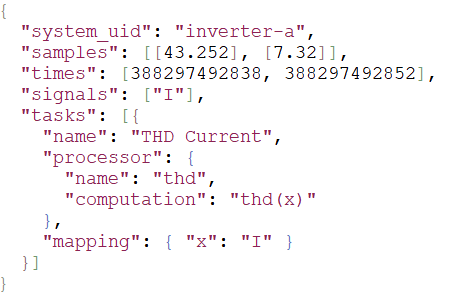 {
  "system_uid": "inverter-a",
  "samples": [[43.252], [7.32]],
  "times": [388297492838, 388297492852],
  "signals": ["I"],
  "tasks": [{
    "name": "THD Current",
    "processor": {
      "name": "thd",
      "computation": "thd(x)"
    },
    "mapping": { "x": "I" }
  }]
}